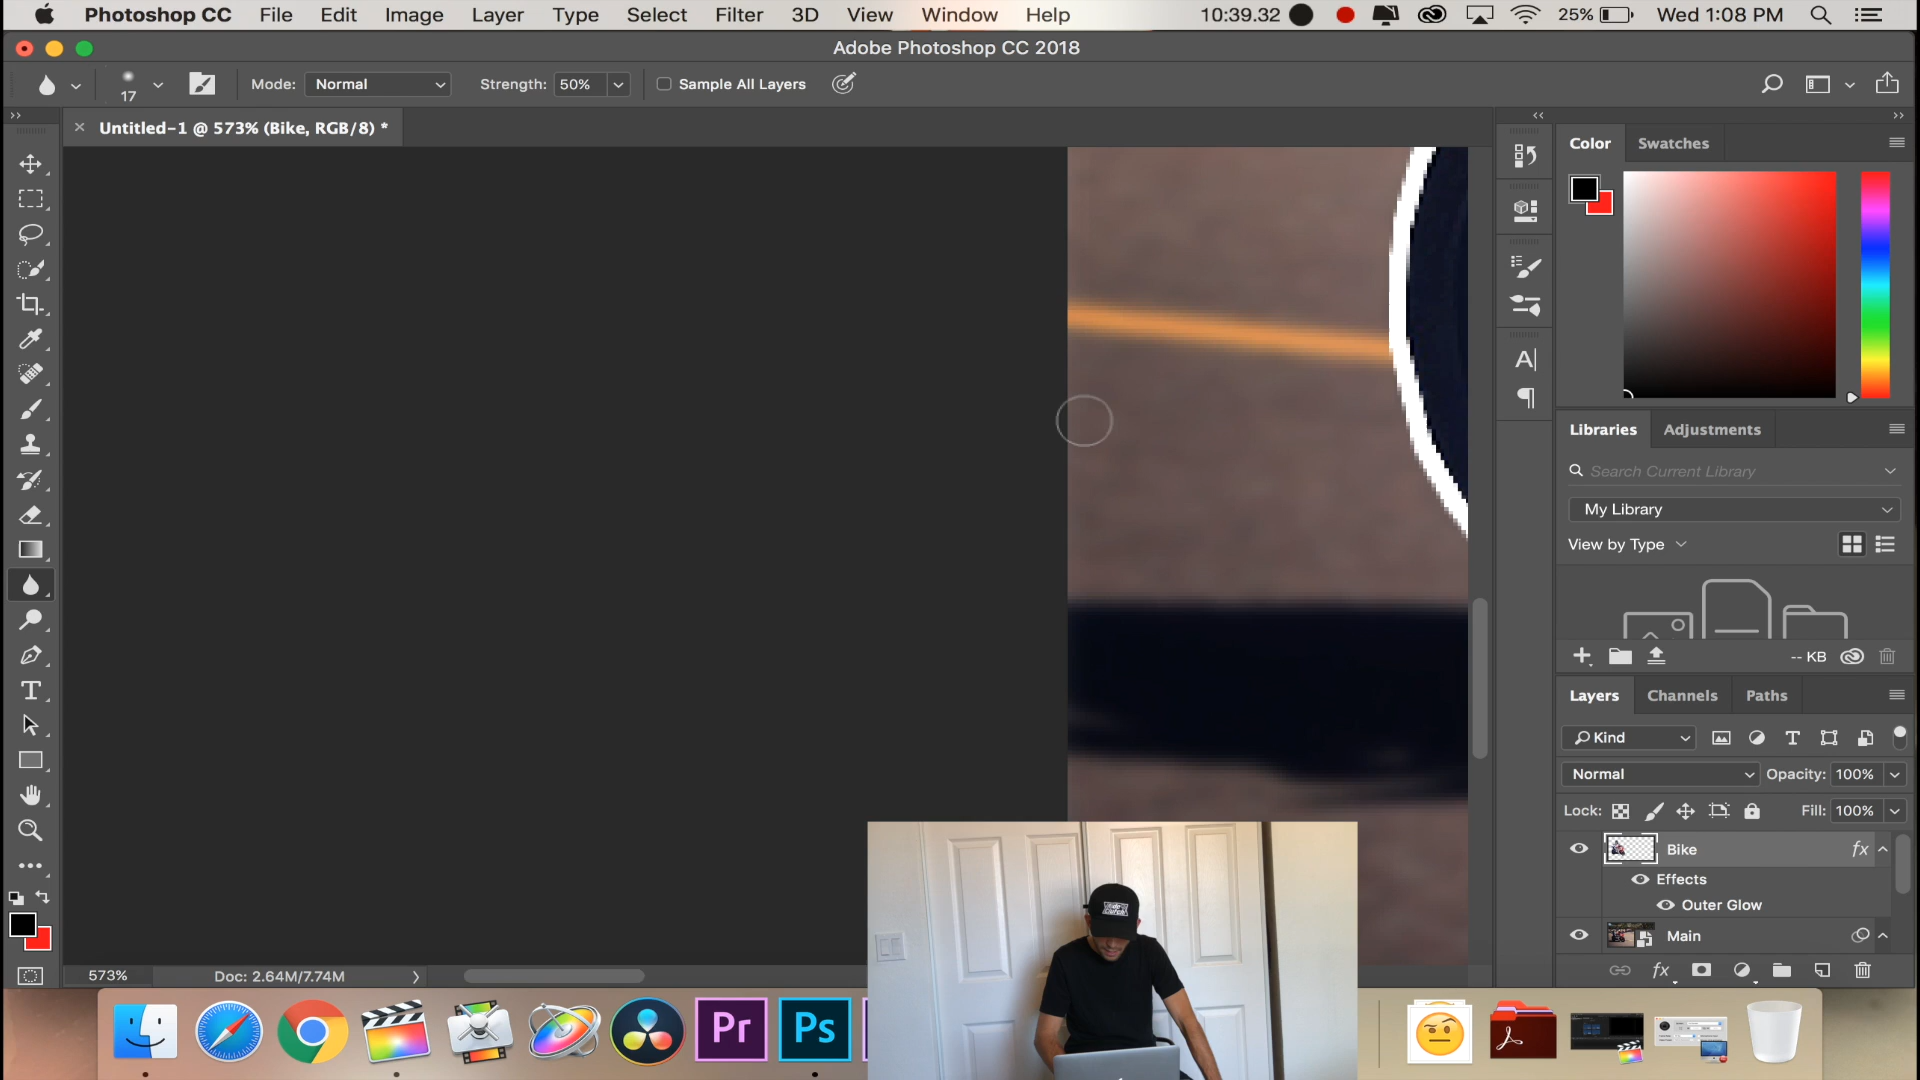 Photoshop CC File Edit Image Layer Type Select Filter 3D View Window Help 10:39.32 25% Wed 1:08 PM
Adobe Photoshop CC 2018
17 Mode: Normal Strength: 50% Sample All Layers
Untitled-1 @ 573% (Bike, RGB/8) *
Color Swatches
Libraries Adjustments
Search Current Library
My Library
View by Type
-- KB
Layers Channels Paths
Kind
Normal Opacity: 100%
Lock: Fill: 100%
Bike fx
Effects
Outer Glow
Main
fx
573% Doc: 2.64M/7.74M
Pr Ps